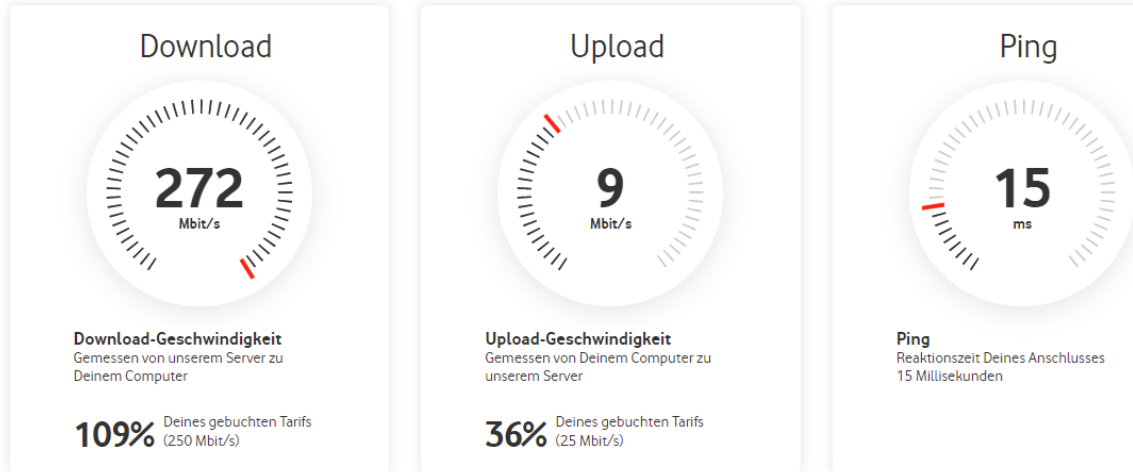 Download
272
Mbit/s
Download-Geschwindigkeit
Gemessen von unserem Server zu
Deinem Computer
109% Deines gebuchten Tarifs
(250 Mbit/s)
Upload
9
Mbit/s
Upload-Geschwindigkeit
Gemessen von Deinem Computer zu
unserem Server
36% Deines gebuchten Tarifs
(25 Mbit/s)
Ping
15
ms
Ping
Reaktionszeit Deines Anschlusses
15 Millisekunden